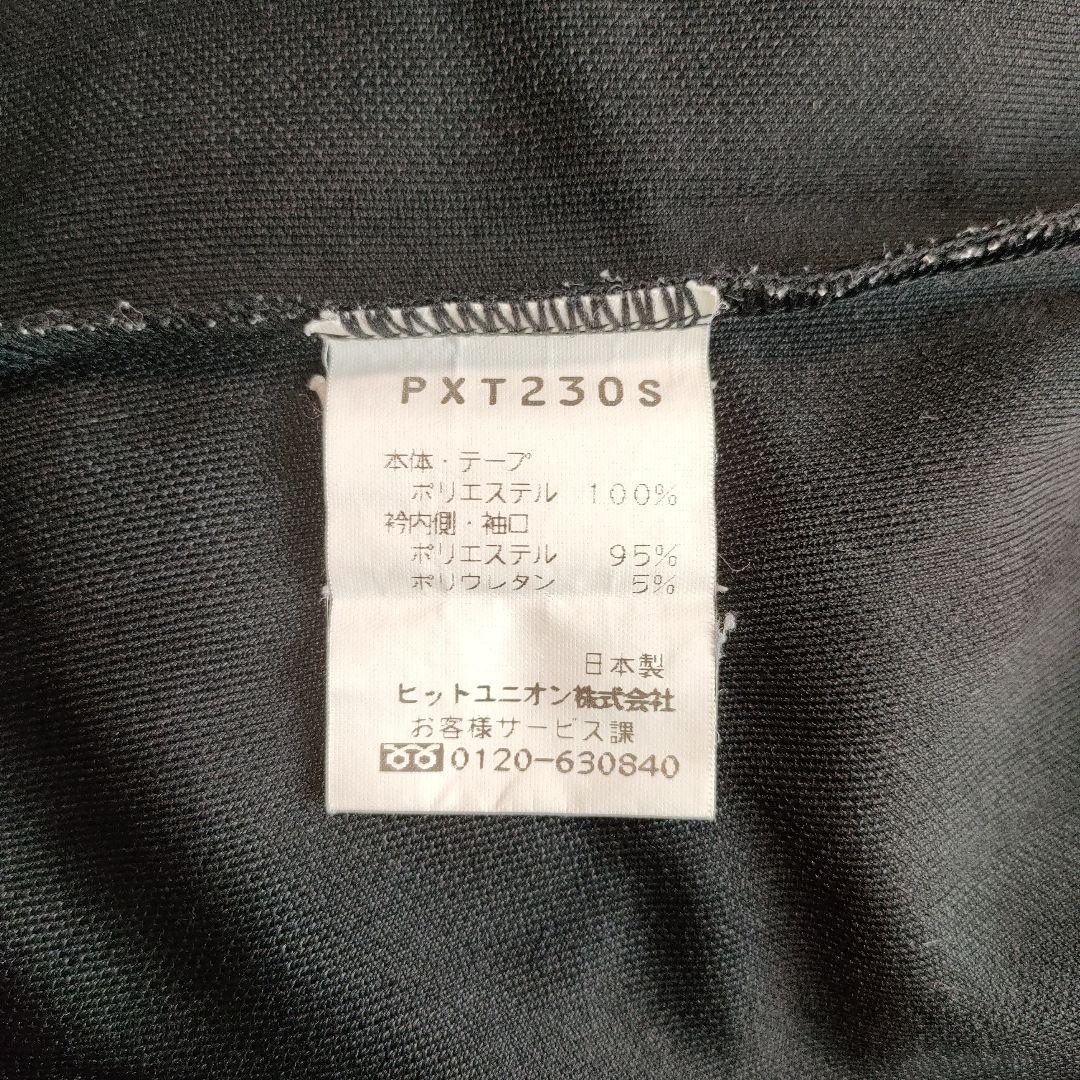 PXT230S
本体・テープ
ポリエステル 100%
衿内側・袖口
ポリエステル 95%
ポリウレタン 5%
日本製
ヒットユニオン株式会社
お客様サービス課
0120-630840